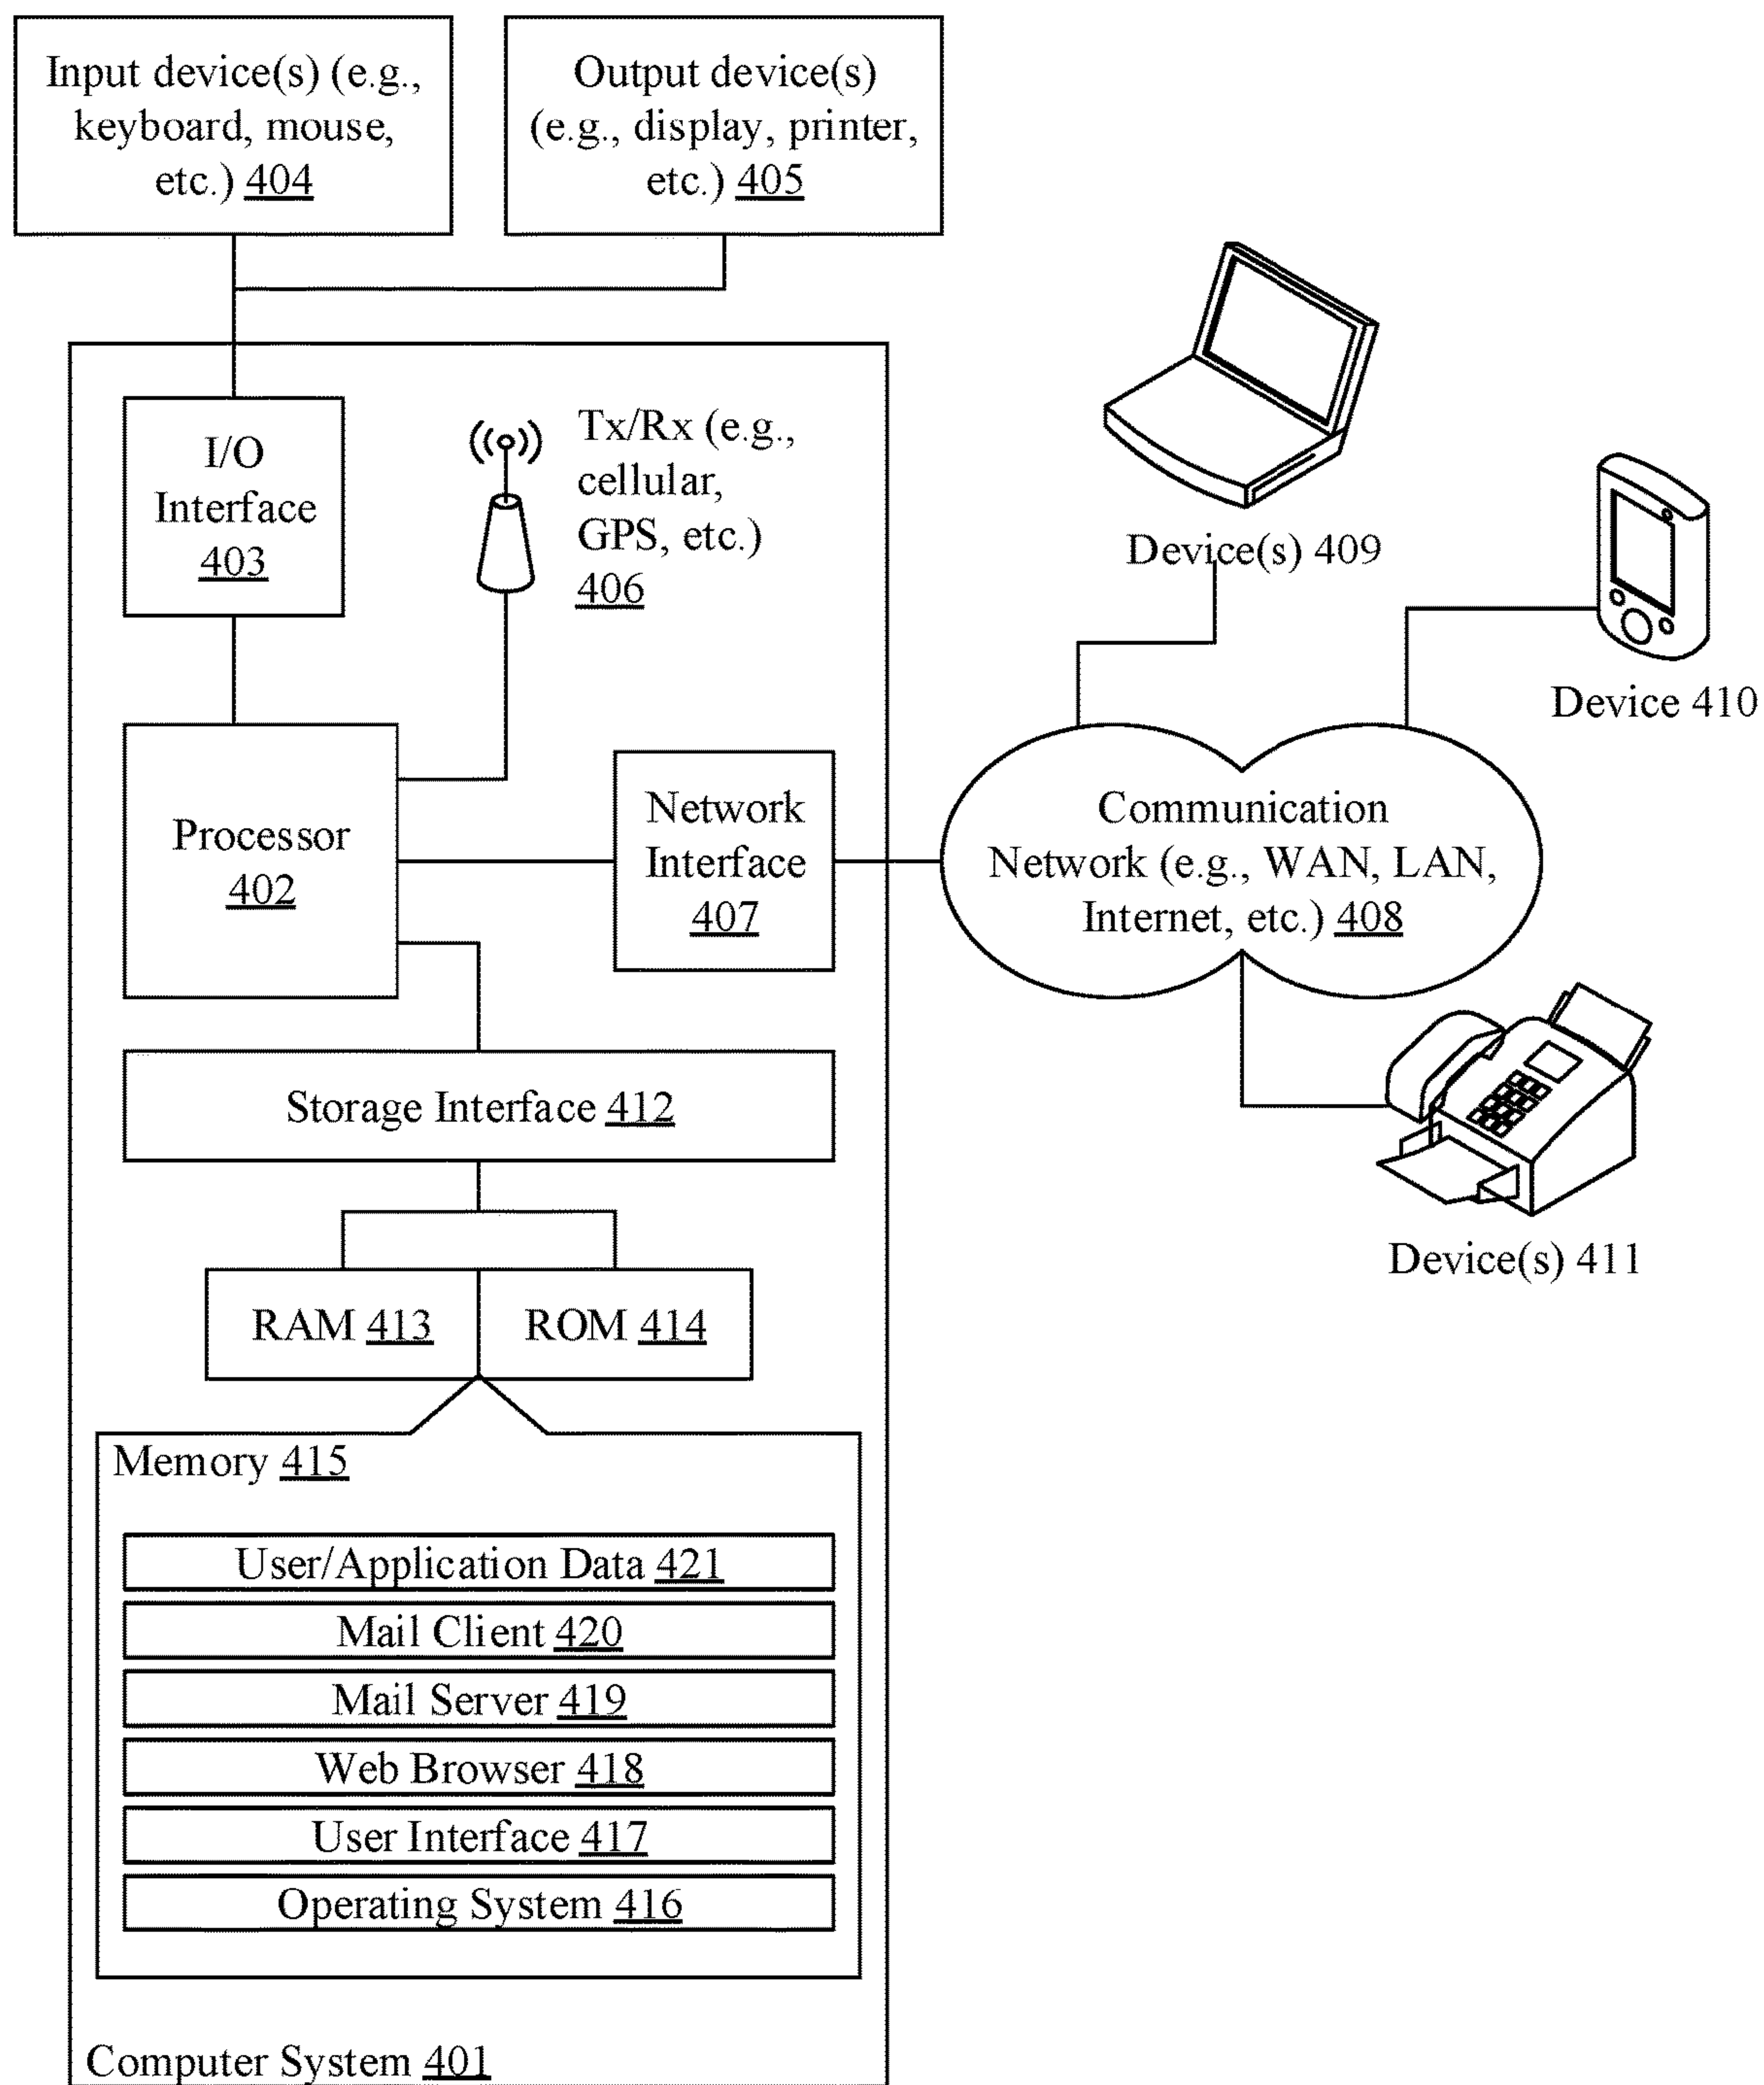 Input device(s) (e.g.,
keyboard, mouse,
etc.) 404
Output device(s)
(e.g., display, printer,
etc.) 405
I/O
Interface
403
Tx/Rx (e.g.,
cellular,
GPS, etc.)
406
Device(s) 409
Device 410
Processor
402
Network
Interface
407
Communication
Network (e.g., WAN, LAN,
Internet, etc.) 408
Storage Interface 412
Device(s) 411
RAM 413
ROM 414
Memory 415
User/Application Data 421
Mail Client 420
Mail Server 419
Web Browser 418
User Interface 417
Operating System 416
Computer System 401